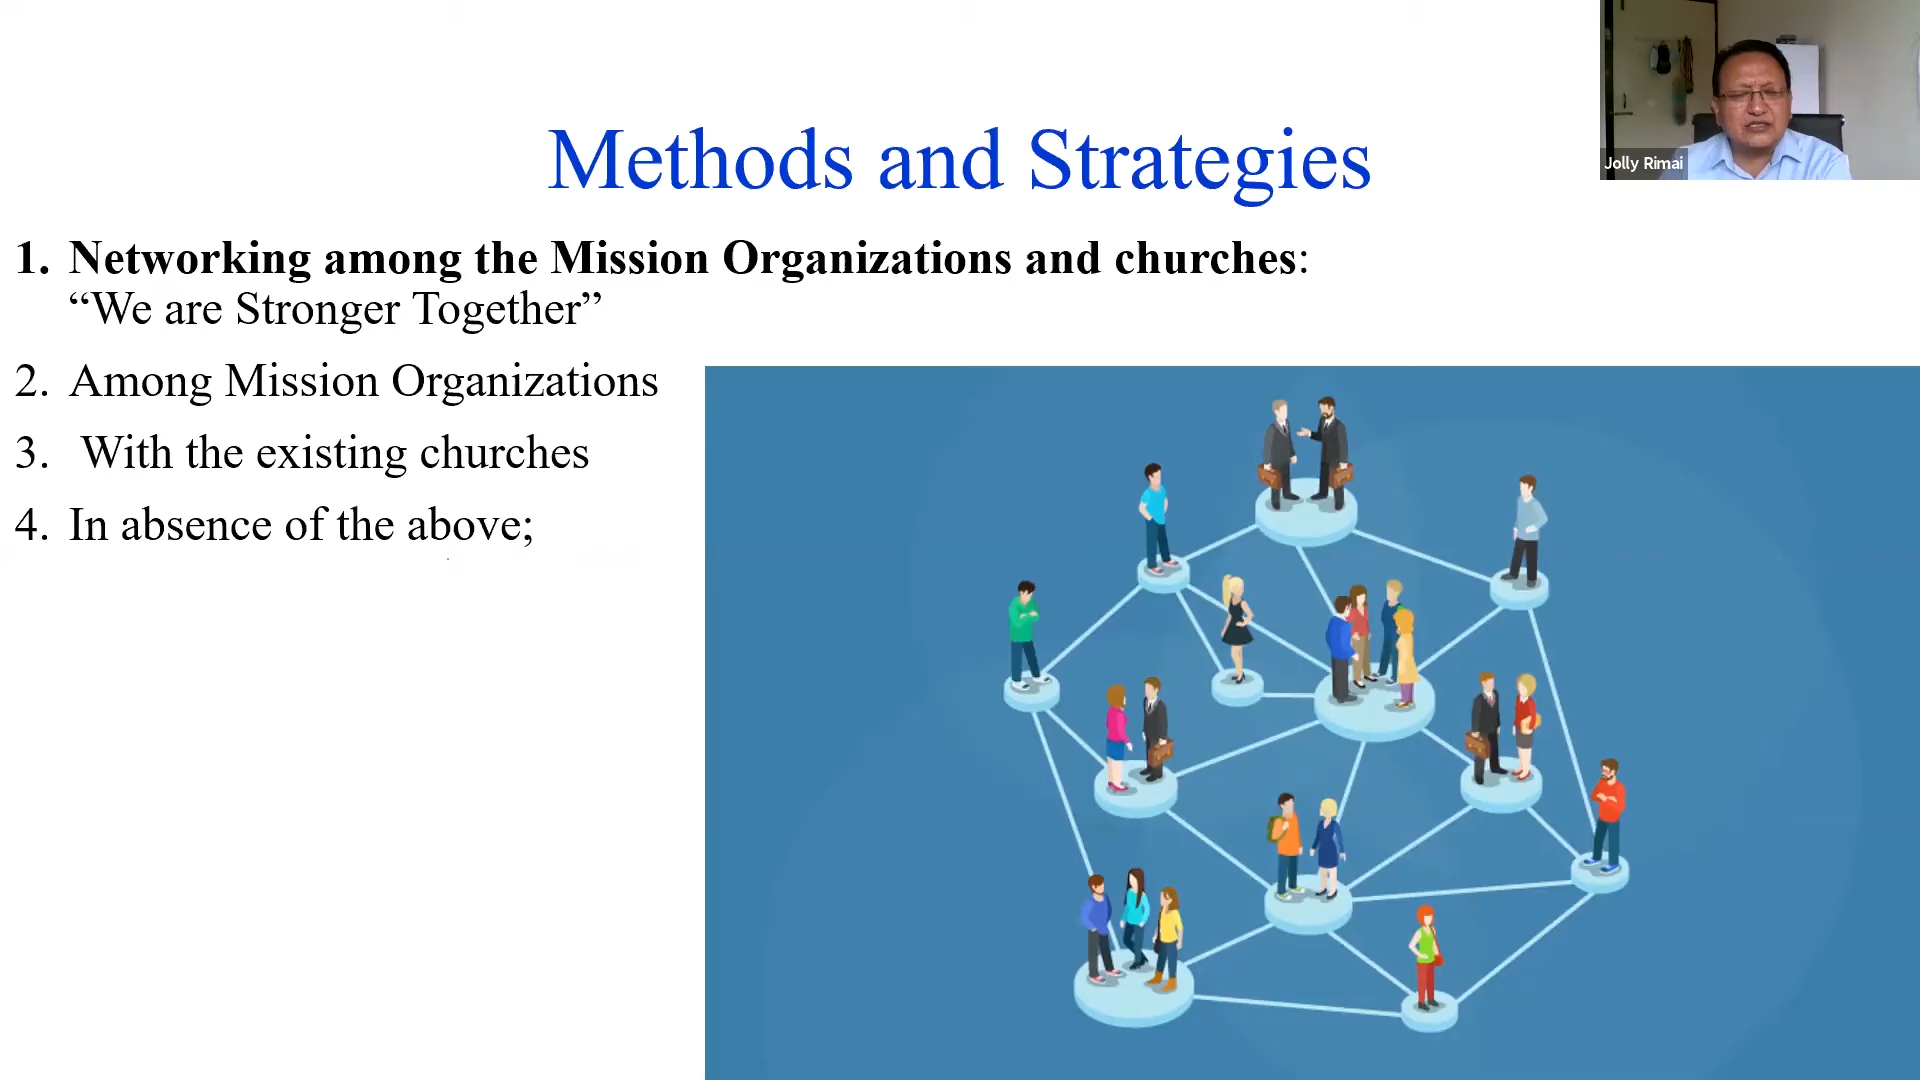 Methods and Strategies
Jolly Rimai
1. Networking among the Mission Organizations and churches:
“We are Stronger Together”
2. Among Mission Organizations
3. With the existing churches
4. In absence of the above;